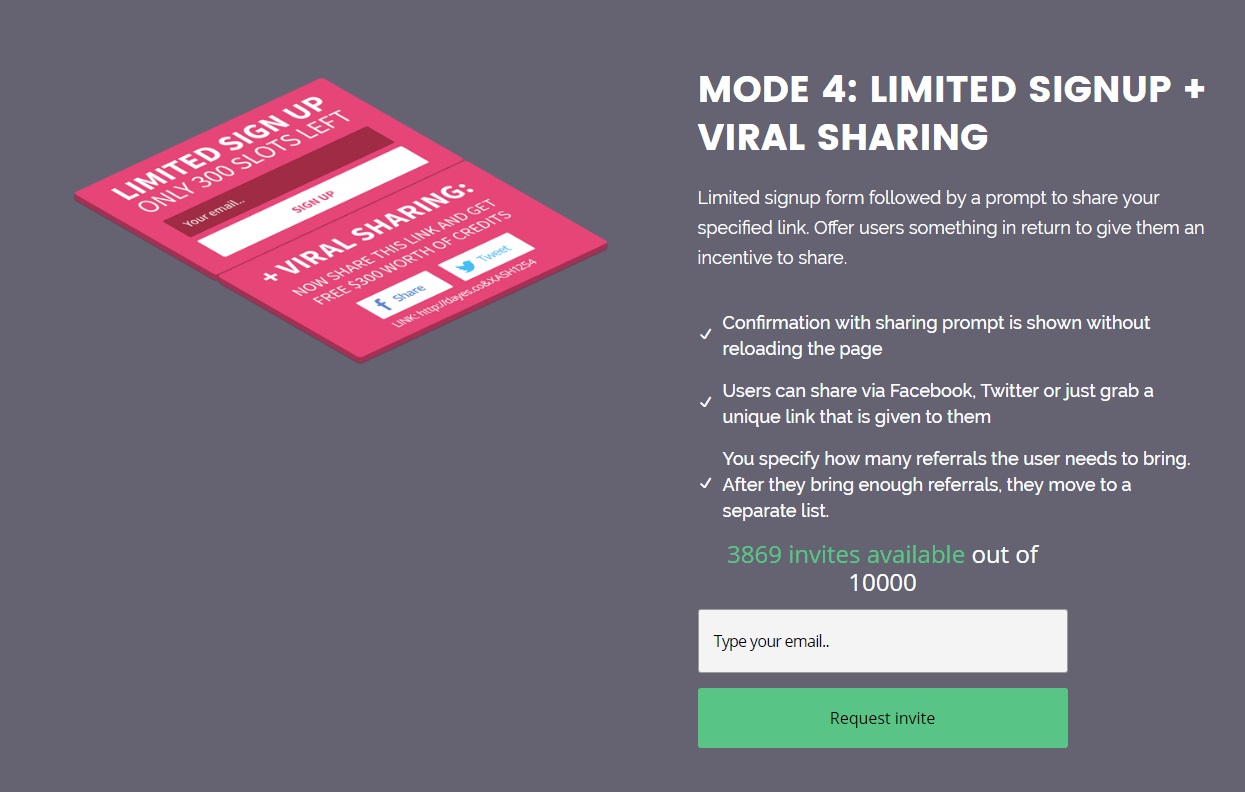 LIMITED SIGN UP
ONLY 300 SLOTS LEFT
Your email..
SIGN UP
+ VIRAL SHARING:
NOW SHARE THIS LINK AND GET
FREE $300 WORTH OF CREDITS
Share
Tweet
LINK: http://dayes.co&XASH1254
MODE 4: LIMITED SIGNUP +
VIRAL SHARING
Limited signup form followed by a prompt to share your
specified link. Offer users something in return to give them an
incentive to share.
Confirmation with sharing prompt is shown without
reloading the page
Users can share via Facebook, Twitter or just grab a
unique link that is given to them
You specify how many referrals the user needs to bring.
After they bring enough referrals, they move to a
separate list.
3869 invites available out of
10000
Type your email..
Request invite